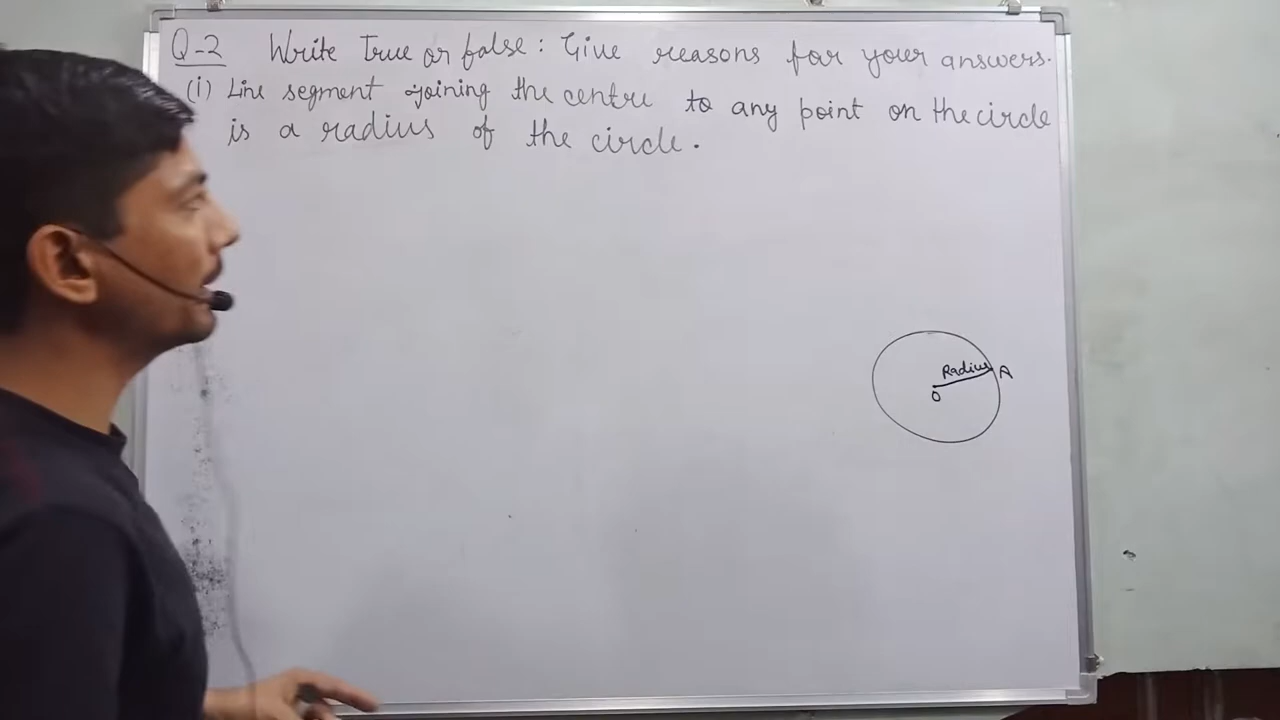 Q-2 Write True or false: Give reasons for your answers.
(i) Line segment joining the centre to any point on the circle
is a radius of the circle.
Radius A
O